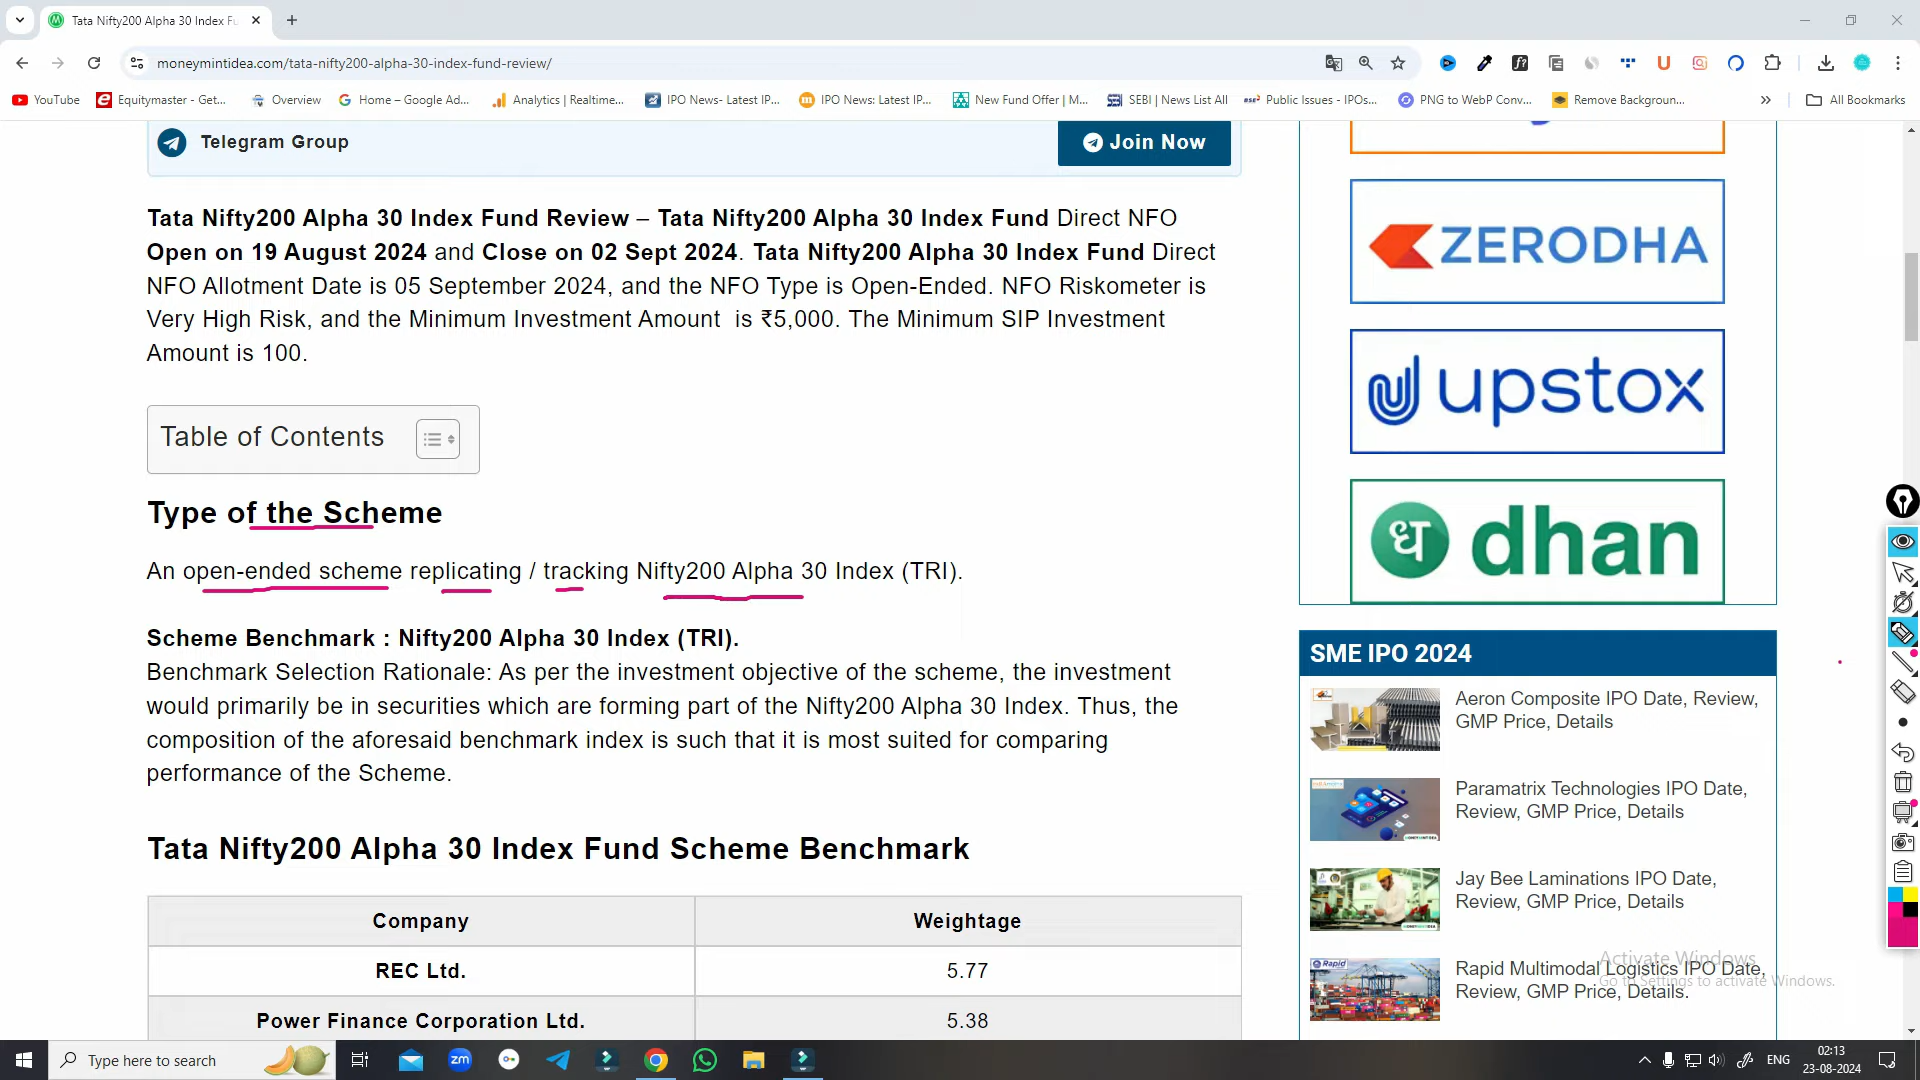 Tata Nifty200 Alpha 30 Index Fu
moneymintidea.com/tata-nifty200-alpha-30-index-fund-review/
YouTube
Equitymaster - Get...
Overview
Home – Google Ad...
Analytics | Realtime...
IPO News- Latest IP...
IPO News: Latest IP...
New Fund Offer | M...
SEBI | News List All
Public Issues - IPOs...
PNG to WebP Conv...
Remove Backgroun...
All Bookmarks
Telegram Group
Join Now
Tata Nifty200 Alpha 30 Index Fund Review – Tata Nifty200 Alpha 30 Index Fund Direct NFO
Open on 19 August 2024 and Close on 02 Sept 2024. Tata Nifty200 Alpha 30 Index Fund Direct
NFO Allotment Date is 05 September 2024, and the NFO Type is Open-Ended. NFO Riskometer is
Very High Risk, and the Minimum Investment Amount is ₹5,000. The Minimum SIP Investment
Amount is 100.
Table of Contents
Type of the Scheme
An open-ended scheme replicating / tracking Nifty200 Alpha 30 Index (TRI).
Scheme Benchmark : Nifty200 Alpha 30 Index (TRI).
Benchmark Selection Rationale: As per the investment objective of the scheme, the investment
would primarily be in securities which are forming part of the Nifty200 Alpha 30 Index. Thus, the
composition of the aforesaid benchmark index is such that it is most suited for comparing
performance of the Scheme.
Tata Nifty200 Alpha 30 Index Fund Scheme Benchmark
Company Weightage
REC Ltd. 5.77
Power Finance Corporation Ltd. 5.38
ZERODHA
upstox
ध dhan
SME IPO 2024
Aeron Composite IPO Date, Review,
GMP Price, Details
Paramatrix Technologies IPO Date,
Review, GMP Price, Details
Jay Bee Laminations IPO Date,
Review, GMP Price, Details
Rapid
Rapid Multimodal Logistics IPO Date,
Review, GMP Price, Details.
Activate Windows
Go to Settings to activate Windows.
Type here to search
zm
ENG
02:13
23-08-2024